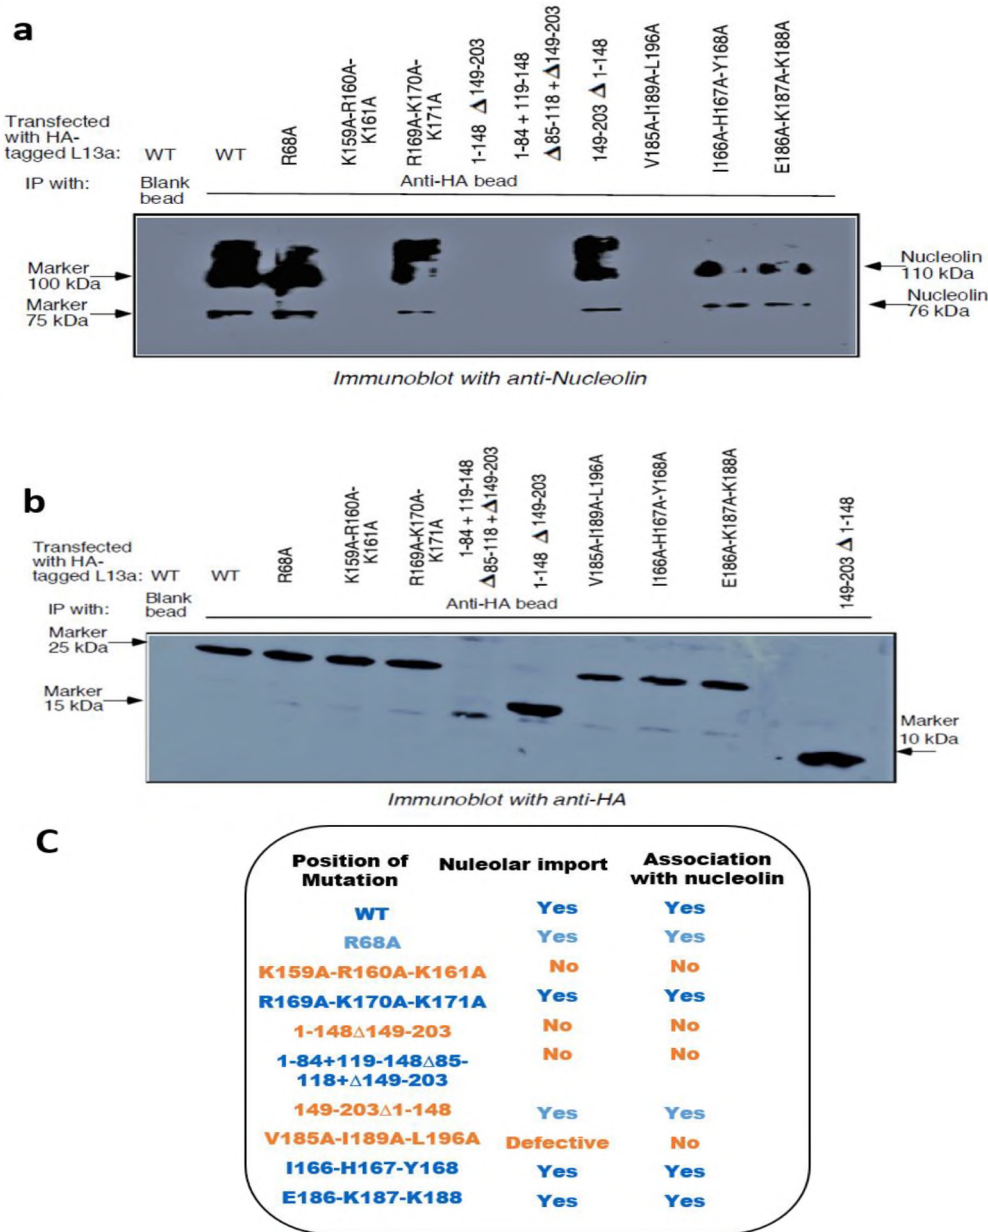 a
Transfected
with HA-
tagged L13a:
WT
WT
R68A
K159A-R160A-
K161A
R169A-K170A-
K171A
1-148 Δ149-203
1-84 + 119-148
Δ85-118 +Δ149-203
149-203 Δ 1-148
V185A-I189A-L196A
I166A-H167A-Y168A
E186A-K187A-K188A
IP with:
Blank
bead
Anti-HA bead
Marker
100 kDa
Marker
75 kDa
Nucleolin
110 kDa
Nucleolin
76 kDa
Immunoblot with anti-Nucleolin
b
Transfected
with HA-
tagged L13a:
WT
WT
R68A
K159A-R160A-
K161A
R169A-K170A-
K171A
1-84 + 119-148
Δ85-118 +Δ149-203
1-148 Δ149-203
V185A-I189A-L196A
I166A-H167A-Y168A
E186A-K187A-K188A
149-203 Δ 1-148
IP with:
Blank
bead
Anti-HA bead
Marker
25 kDa
Marker
15 kDa
Marker
10 kDa
Immunoblot with anti-HA
C
Position of
Mutation
Nuleolar import
Association
with nucleolin
WT Yes Yes
R68A Yes Yes
K159A-R160A-K161A No No
R169A-K170A-K171A Yes Yes
1-148Δ149-203 No No
1-84+119-148Δ85- No No
118+Δ149-203
149-203Δ1-148 Yes Yes
V185A-I189A-L196A Defective No
I166-H167-Y168 Yes Yes
E186-K187-K188 Yes Yes